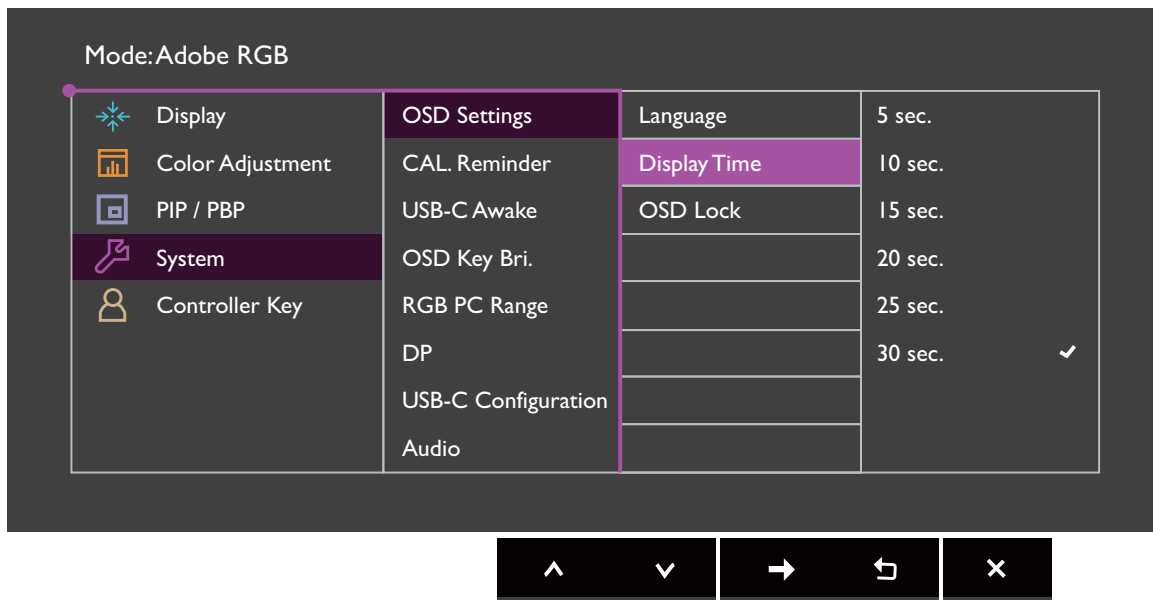 Mode: Adobe RGB
Display
Color Adjustment
PIP / PBP
System
Controller Key
OSD Settings
CAL. Reminder
USB-C Awake
OSD Key Bri.
RGB PC Range
DP
USB-C Configuration
Audio
Language
Display Time
OSD Lock
5 sec.
10 sec.
15 sec.
20 sec.
25 sec.
30 sec.